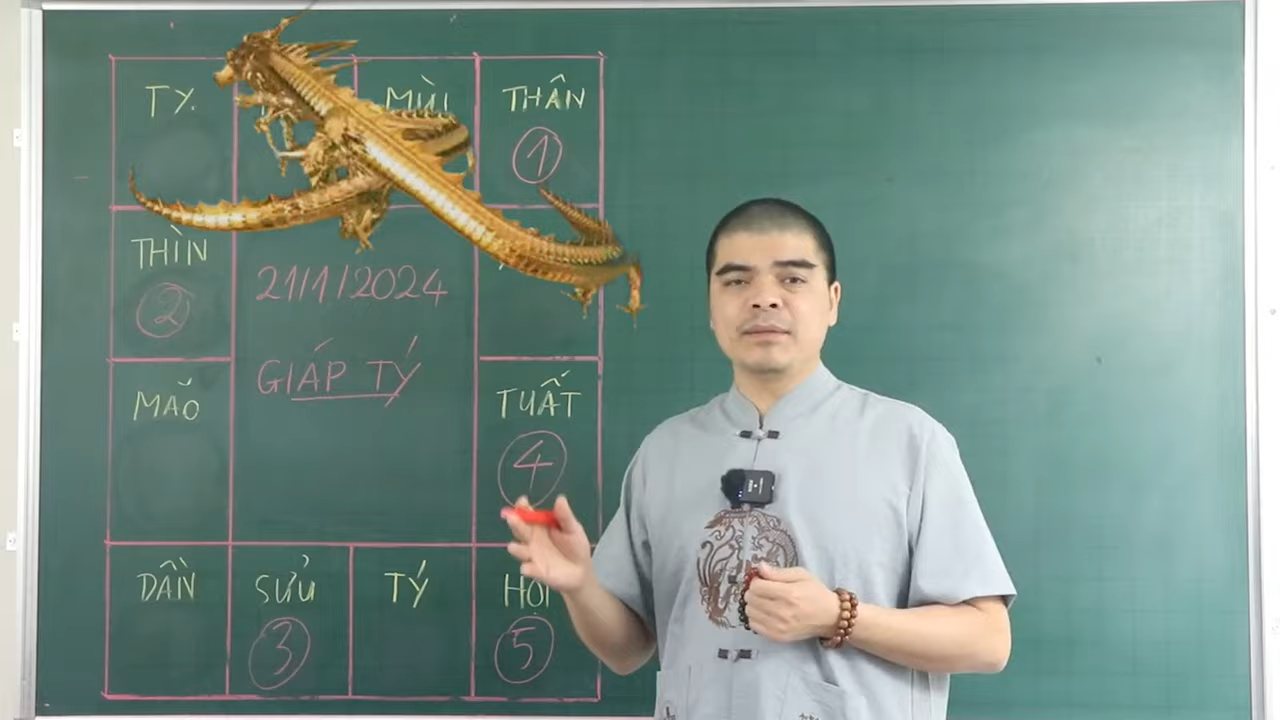 TỴ
MÙI
THÂN
1
THÌN
2
21/1/2024
GIÁP TÝ
MÃO
TUẤT
4
DẦN
SỬU
3
TÝ
HỢI
5